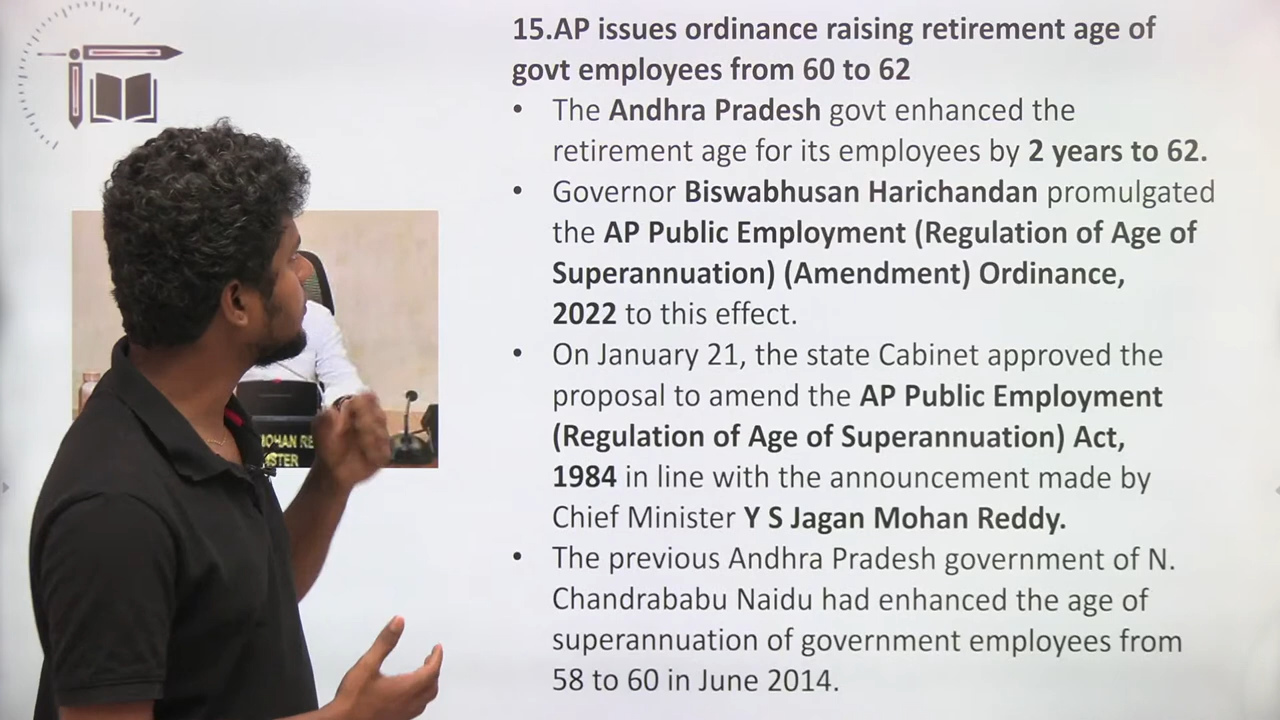 15.AP issues ordinance raising retirement age of
govt employees from 60 to 62
• The Andhra Pradesh govt enhanced the
retirement age for its employees by 2 years to 62.
• Governor Biswabhusan Harichandan promulgated
the AP Public Employment (Regulation of Age of
Superannuation) (Amendment) Ordinance,
2022 to this effect.
• On January 21, the state Cabinet approved the
proposal to amend the AP Public Employment
(Regulation of Age of Superannuation) Act,
1984 in line with the announcement made by
Chief Minister Y S Jagan Mohan Reddy.
• The previous Andhra Pradesh government of N.
Chandrababu Naidu had enhanced the age of
superannuation of government employees from
58 to 60 in June 2014.
OHAN RE
STER